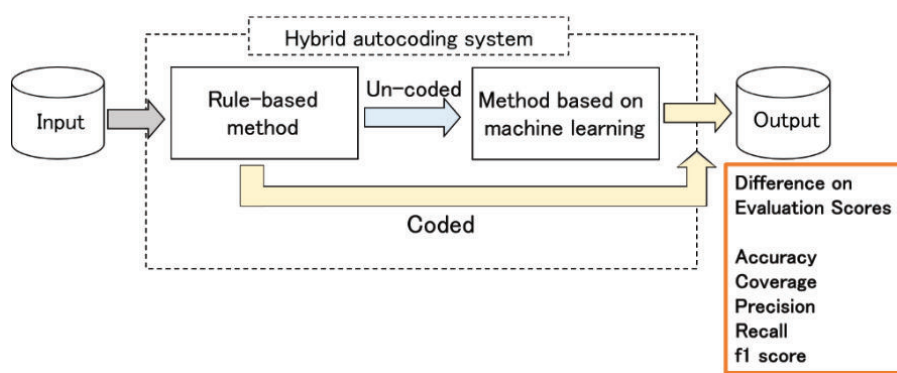 Hybrid autocoding system
Input
Rule-based
method
Un-coded
Method based on
machine learning
Output
Coded
Difference on
Evaluation Scores
Accuracy
Coverage
Precision
Recall
f1 score